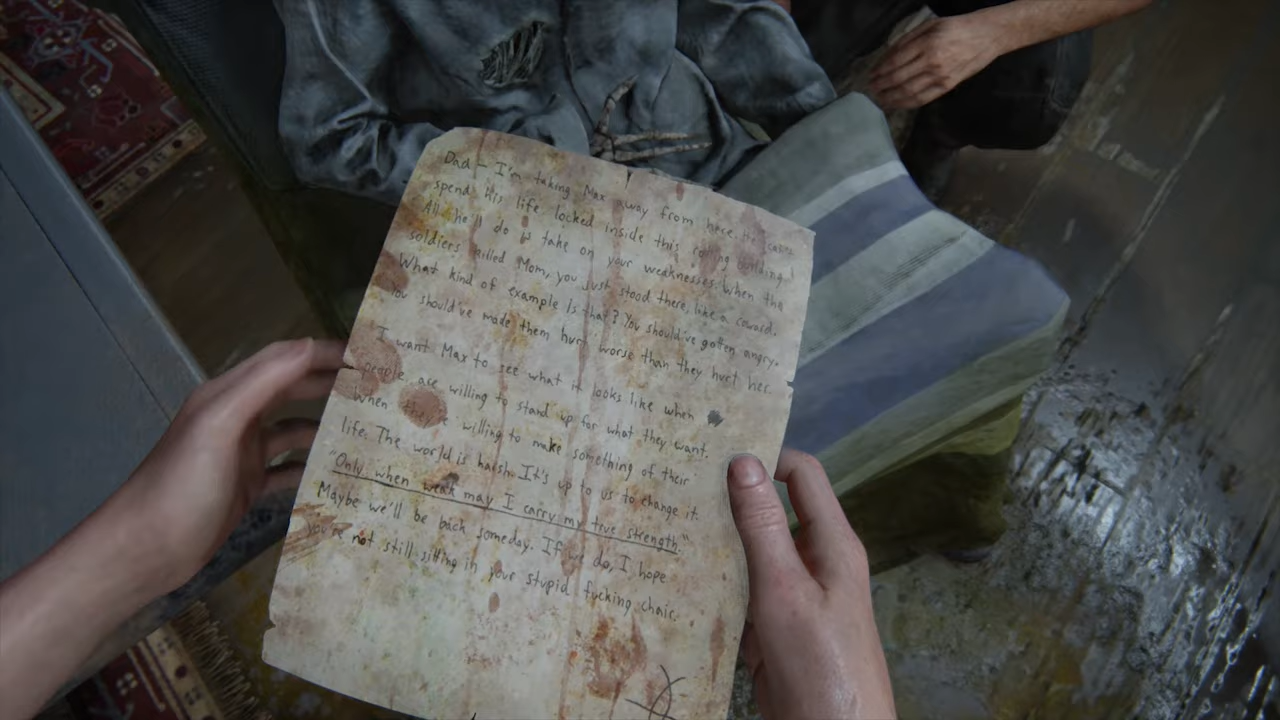 Dad - I'm taking Max away from here. He can't
spend his life locked inside this rotting building!
All he'll do is take on your weaknesses. When the
soldiers killed Mom, you just stood there, like a coward.
What kind of example is that? You should've gotten angry.
You should've made them hurt worse than they hurt her.
I want Max to see what it looks like when
people are willing to stand up for what they want.
When they're willing to make something of their
life. The world is harsh. It's up to us to change it.
"Only when weak may I carry my true strength."
Maybe we'll be back someday. If we do, I hope
you're not still sitting in your stupid fucking chair.